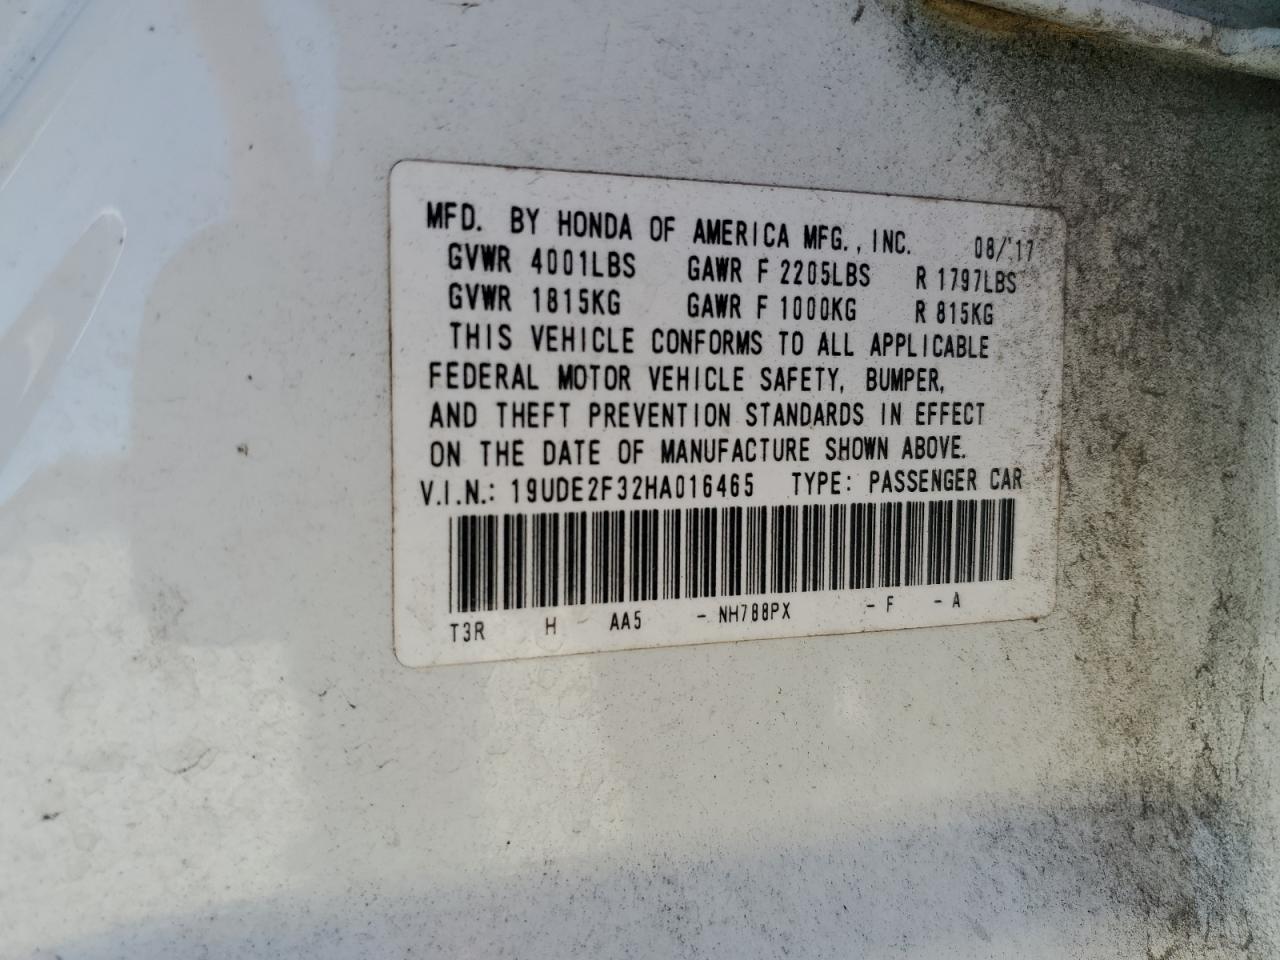 MFD. BY HONDA OF AMERICA MFG., INC. 08/'17
GVWR 4001LBS GAWR F 2205LBS R 1797LBS
GVWR 1815KG GAWR F 1000KG R 815KG
THIS VEHICLE CONFORMS TO ALL APPLICABLE
FEDERAL MOTOR VEHICLE SAFETY, BUMPER,
AND THEFT PREVENTION STANDARDS IN EFFECT
ON THE DATE OF MANUFACTURE SHOWN ABOVE.
V.I.N.: 19UDE2F32HA016465 TYPE: PASSENGER CAR
T3R H AA5 - NH788PX - F - A